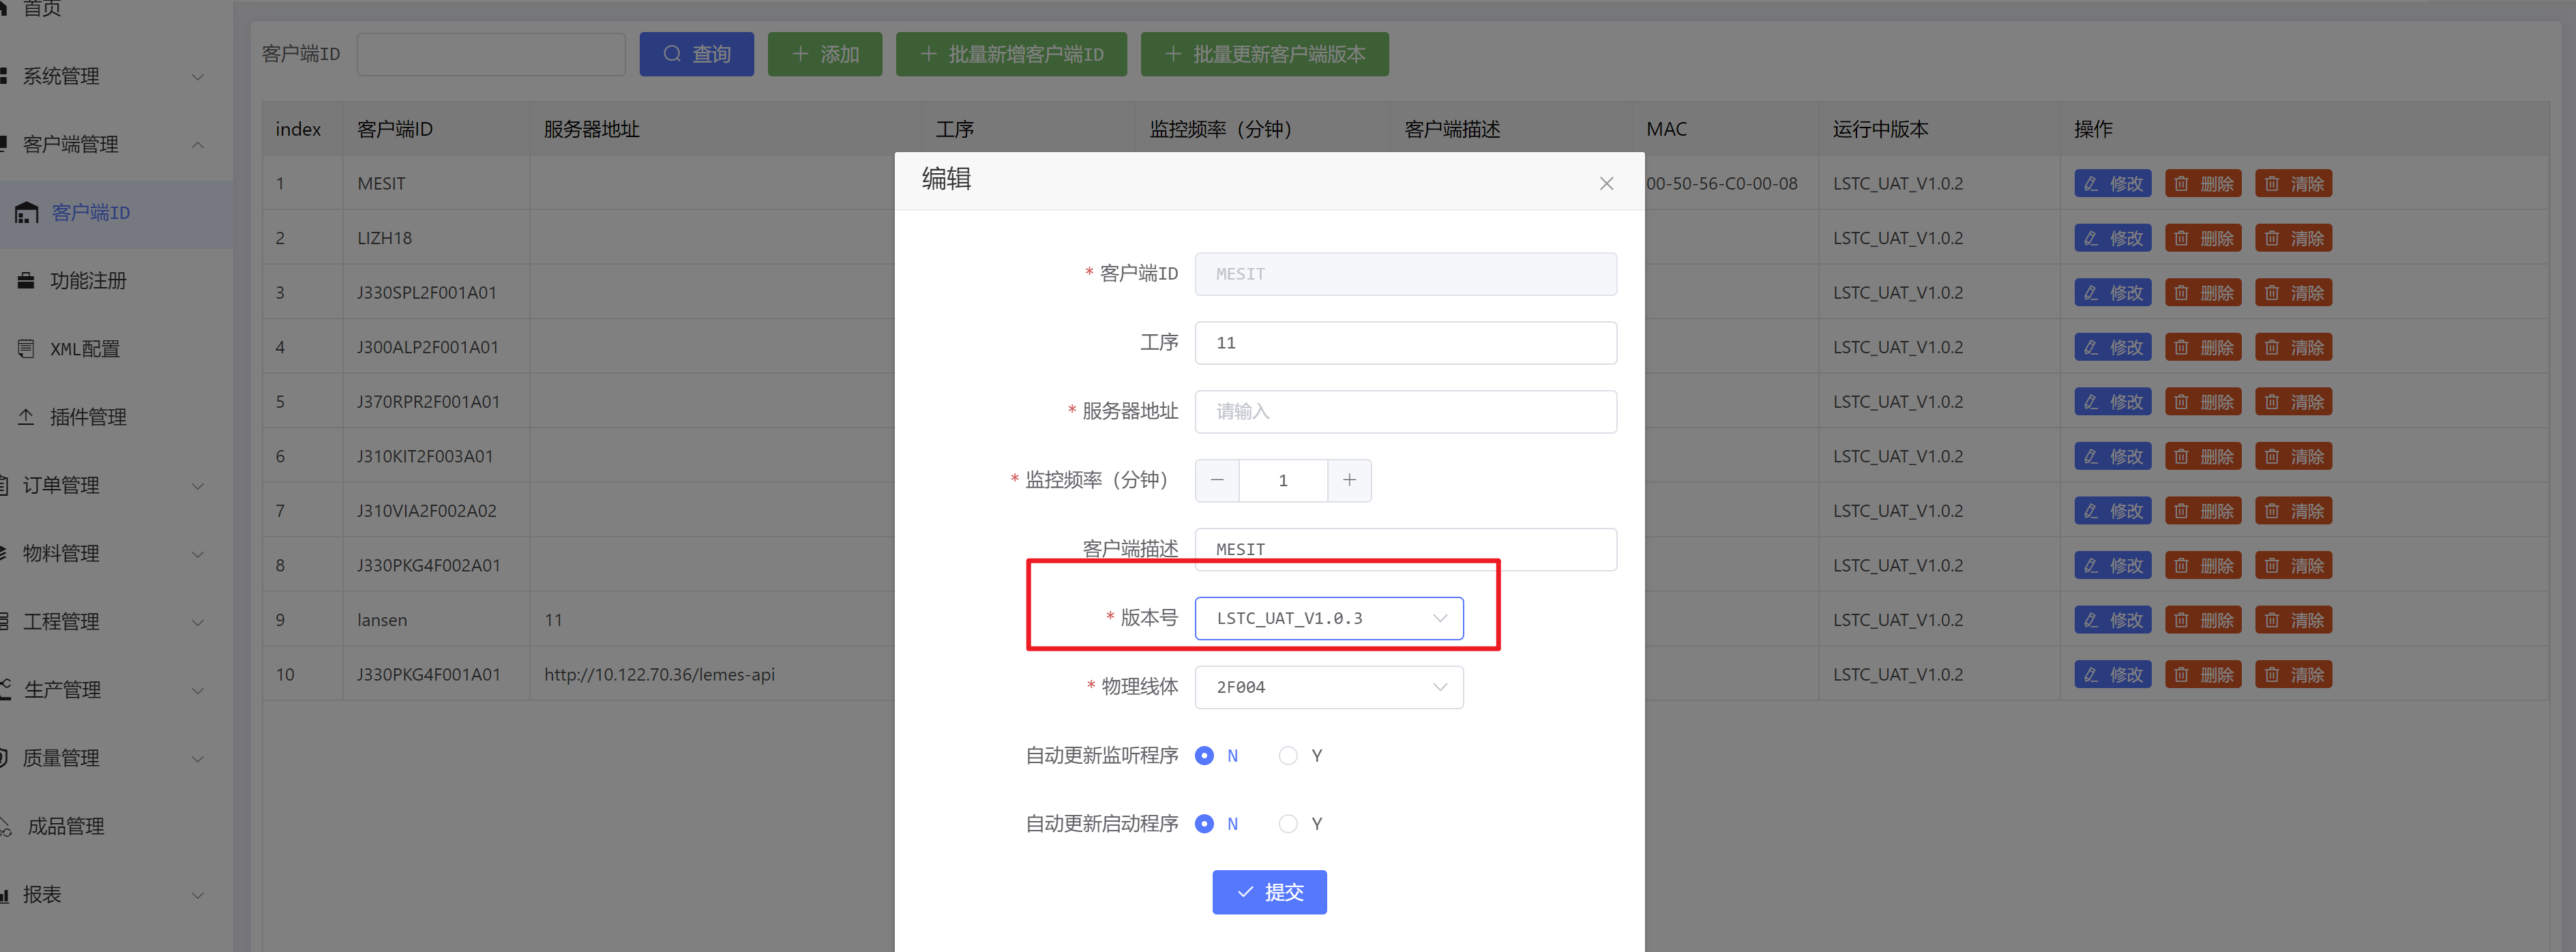 首页
系统管理
客户端管理
客户端ID
功能注册
XML配置
插件管理
订单管理
物料管理
工程管理
生产管理
质量管理
成品管理
报表
客户端ID 查询 添加 批量新增客户端ID 批量更新客户端版本
index 客户端ID 服务器地址 工序 监控频率（分钟） 客户端描述 MAC 运行中版本 操作
1 MESIT 00-50-56-C0-00-08 LSTC_UAT_V1.0.2 修改 删除 清除
2 LIZH18 LSTC_UAT_V1.0.2 修改 删除 清除
3 J330SPL2F001A01 LSTC_UAT_V1.0.2 修改 删除 清除
4 J300ALP2F001A01 LSTC_UAT_V1.0.2 修改 删除 清除
5 J370RPR2F001A01 LSTC_UAT_V1.0.2 修改 删除 清除
6 J310KIT2F003A01 LSTC_UAT_V1.0.2 修改 删除 清除
7 J310VIA2F002A02 LSTC_UAT_V1.0.2 修改 删除 清除
8 J330PKG4F002A01 LSTC_UAT_V1.0.2 修改 删除 清除
9 lansen 11 LSTC_UAT_V1.0.2 修改 删除 清除
10 J330PKG4F001A01 http://10.122.70.36/lemes-api LSTC_UAT_V1.0.2 修改 删除 清除
编辑
* 客户端ID MESIT
工序 11
* 服务器地址 请输入
* 监控频率（分钟） 1
客户端描述 MESIT
* 版本号 LSTC_UAT_V1.0.3
* 物理线体 2F004
自动更新监听程序 N Y
自动更新启动程序 N Y
提交